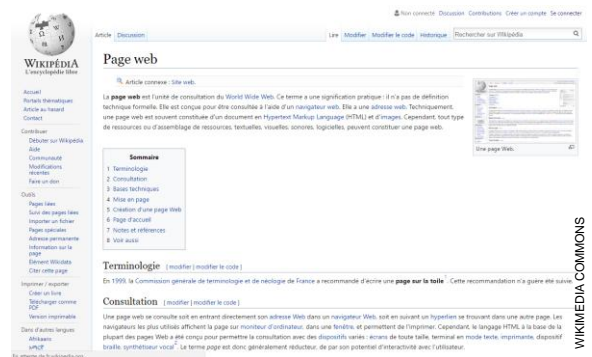 Non connecté Discussion Contributions Créer un compte Se connecter
Article Discussion
Lire Modifier Modifier le code Historique Rechercher sur Wikipédia
WIKIPÉDIA
L'encyclopédie libre
Accueil
Portails thématiques
Article au hasard
Contact
Contribuer
Débuter sur Wikipédia
Aide
Communauté
Modifications
récentes
Faire un don
Outils
Pages liées
Suivi des pages liées
Importer un fichier
Pages spéciales
Adresse permanente
Information sur la
page
Élément Wikidata
Citer cette page
Imprimer / exporter
Créer un livre
Télécharger comme
PDF
Version imprimable
Dans d'autres langues
Afrikaans
Page web
Article connexe : Site web.
La page web est l'unité de consultation du World Wide Web. Ce terme a une signification pratique : il n'a pas de définition
technique formelle. Elle est conçue pour être consultée à l'aide d'un navigateur web. Elle a une adresse web. Techniquement,
une page web est souvent constituée d'un document en Hypertext Markup Language (HTML) et d'images. Cependant, tout type
de ressources ou d'assemblage de ressources, textuelles, visuelles, sonores, logicielles, peuvent constituer une page web.
Une page Web.
Sommaire
1 Terminologie
2 Consultation
3 Bases techniques
4 Mise en page
5 Création d'une page Web
6 Page d'accueil
7 Notes et références
8 Voir aussi
Terminologie [ modifier | modifier le code ]
En 1999, la Commission générale de terminologie et de néologie de France a recommandé d'écrire une page sur la toile 1. Cette recommandation n'a guère été suivie.
Consultation [ modifier | modifier le code ]
Une page web se consulte soit en entrant directement son adresse Web dans un navigateur Web, soit en suivant un hyperlien se trouvant dans une autre page. Les
navigateurs les plus utilisés affichent la page sur moniteur d'ordinateur, dans une fenêtre, et permettent de l'imprimer. Cependant, le langage HTML à la base de la
plupart des pages Web a été conçu pour permettre la consultation avec des dispositifs variés : écrans de toute taille, terminal en mode texte, imprimante, dispositif
braille, synthétiseur vocal 2. Le terme page est donc généralement réducteur, de par son potentiel d'interactivité avec l'utilisateur.
WIKIMEDIA COMMONS